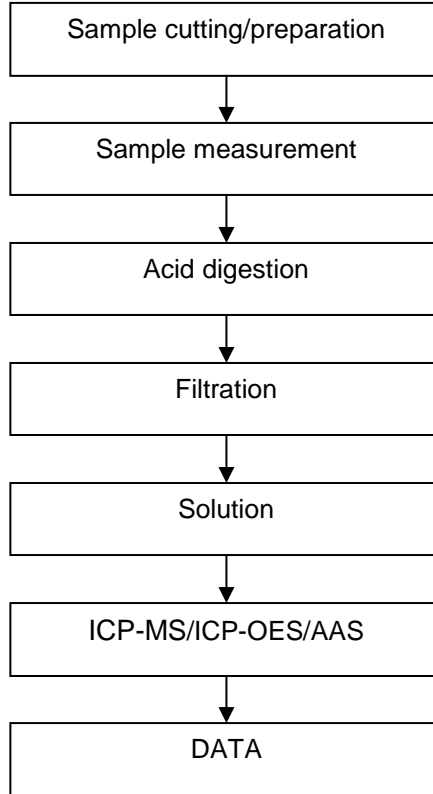 Sample cutting/preparation
Sample measurement
Acid digestion
Filtration
Solution
ICP-MS/ICP-OES/AAS
DATA